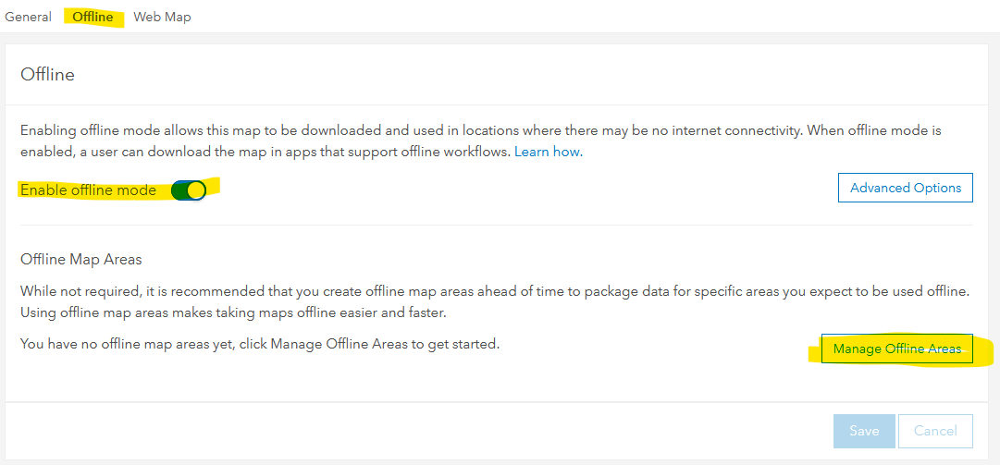 General Offline Web Map
Offline
Enabling offline mode allows this map to be downloaded and used in locations where there may be no internet connectivity. When offline mode is
enabled, a user can download the map in apps that support offline workflows. Learn how.
Enable offline mode
Advanced Options
Offline Map Areas
While not required, it is recommended that you create offline map areas ahead of time to package data for specific areas you expect to be used offline.
Using offline map areas makes taking maps offline easier and faster.
You have no offline map areas yet, click Manage Offline Areas to get started.
Manage Offline Areas
Save Cancel